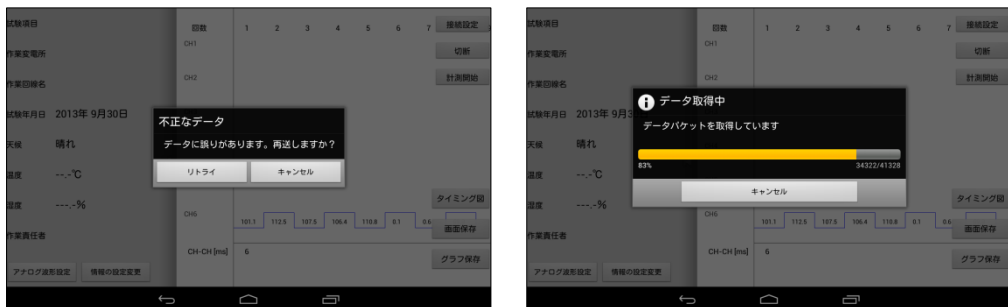 試験項目
作業変電所
作業回線名
試験年月日 2013年 9月30日
天候 晴れ
温度 --.-℃
湿度 ---.-%
作業責任者
アナログ波形設定 情報の設定変更
回数 1 2 3 4 5 6 7
CH1
CH2
CH6
101.1 112.5 107.5 106.4 110.8 0.1 0.6
CH-CH [ms] 6
接続設定
切断
計測開始
タイミング図
画面保存
グラフ保存
不正なデータ
データに誤りがあります。再送しますか？
リトライ キャンセル
試験項目
作業変電所
作業回線名
試験年月日 2013年 9月30日
天候 晴れ
温度 --.-℃
湿度 ---.-%
作業責任者
アナログ波形設定 情報の設定変更
回数 1 2 3 4 5 6 7
CH1
CH2
CH6
101.1 112.5 107.5 106.4 110.8 0.1 0.6
CH-CH [ms] 6
接続設定
切断
計測開始
タイミング図
画面保存
グラフ保存
データ取得中
データパケットを取得しています
83% 34322/41328
キャンセル